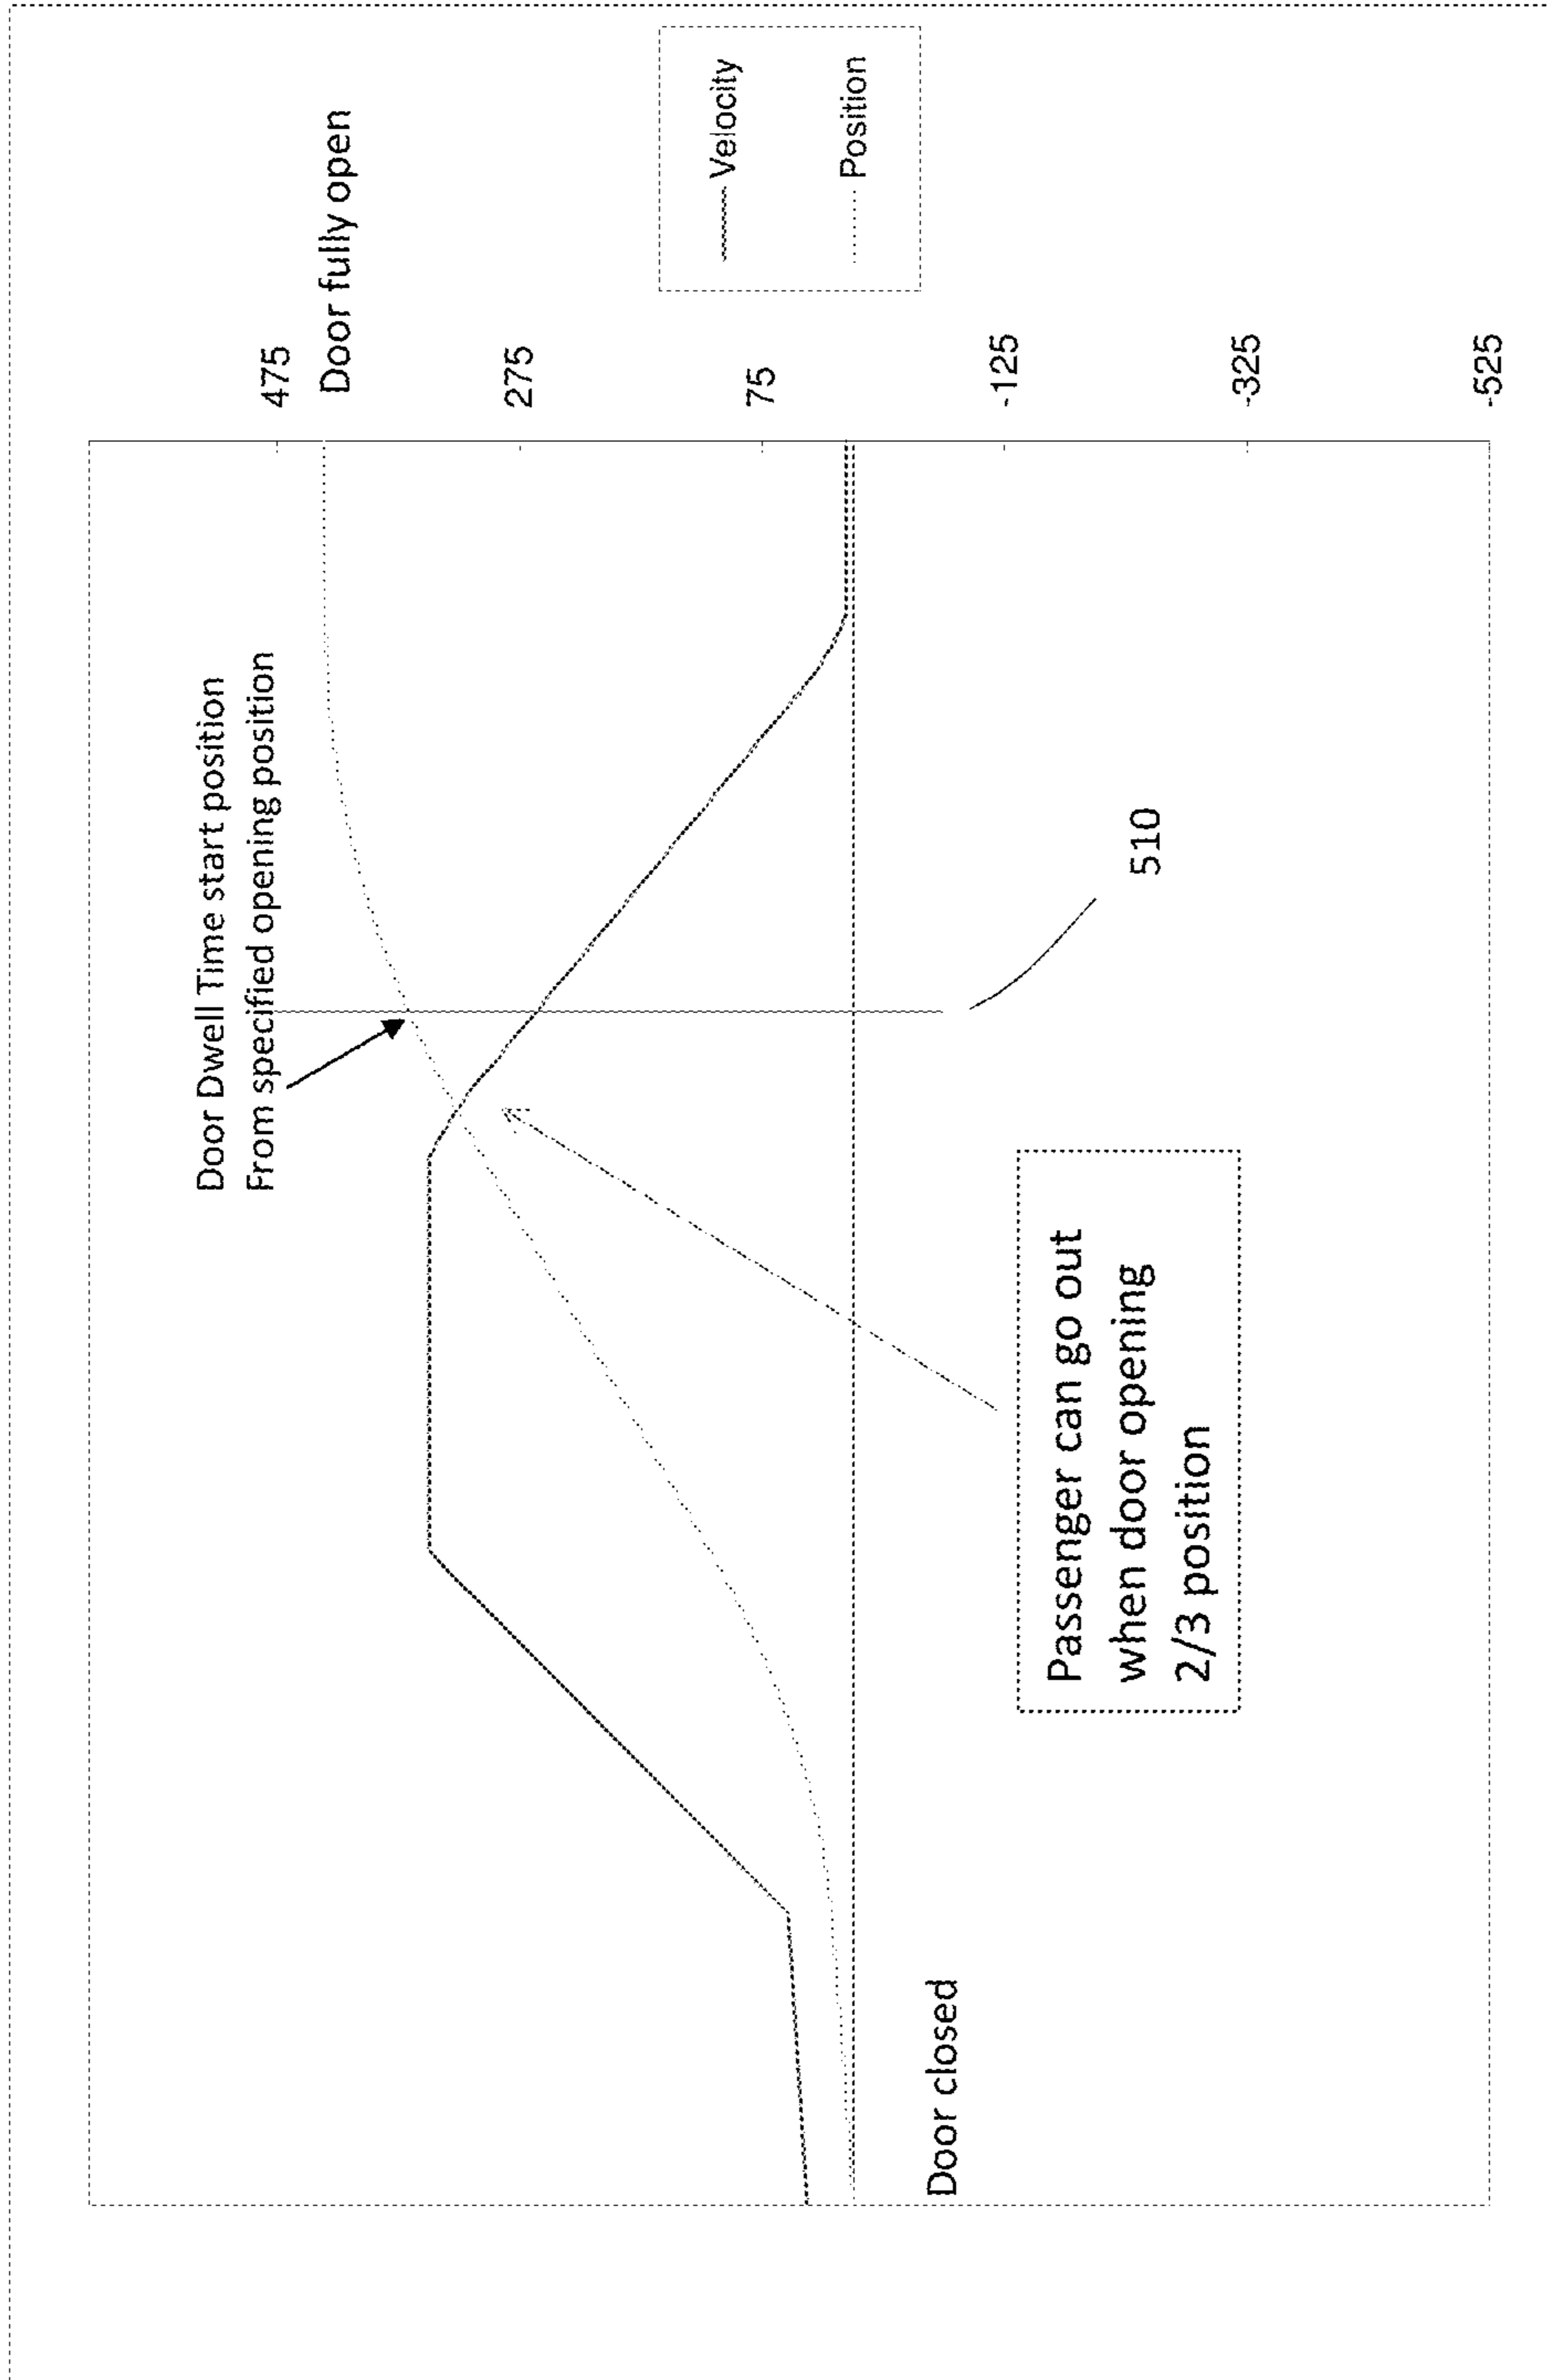 Door Dwell Time start position
From specified opening position
475
Door fully open
275
75
-125
-325
-525
Velocity
Position
510
Passenger can go out
when door opening
2/3 position
Door closed